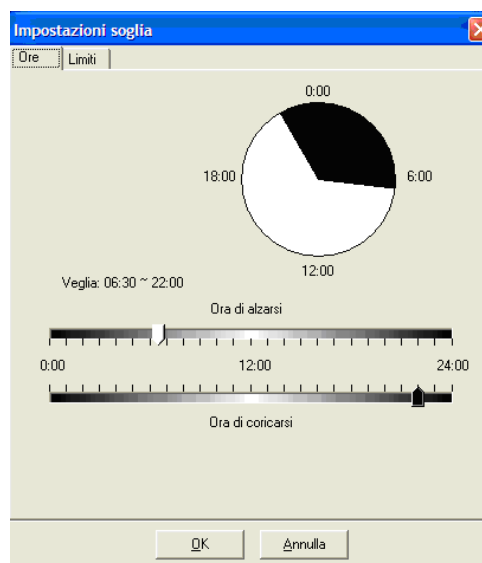 Impostazioni soglia
Ore Limiti
0:00
18:00 6:00
12:00
Veglia: 06:30 ~ 22:00
Ora di alzarsi
0:00 12:00 24:00
Ora di coricarsi
OK Annulla